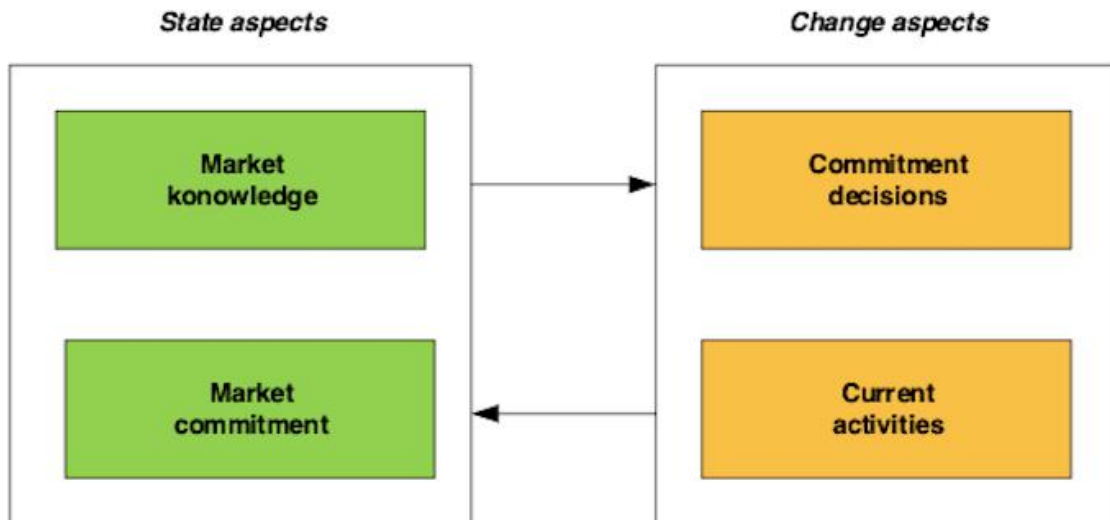 State aspects
Change aspects
Market
konowledge
Commitment
decisions
Market
commitment
Current
activities